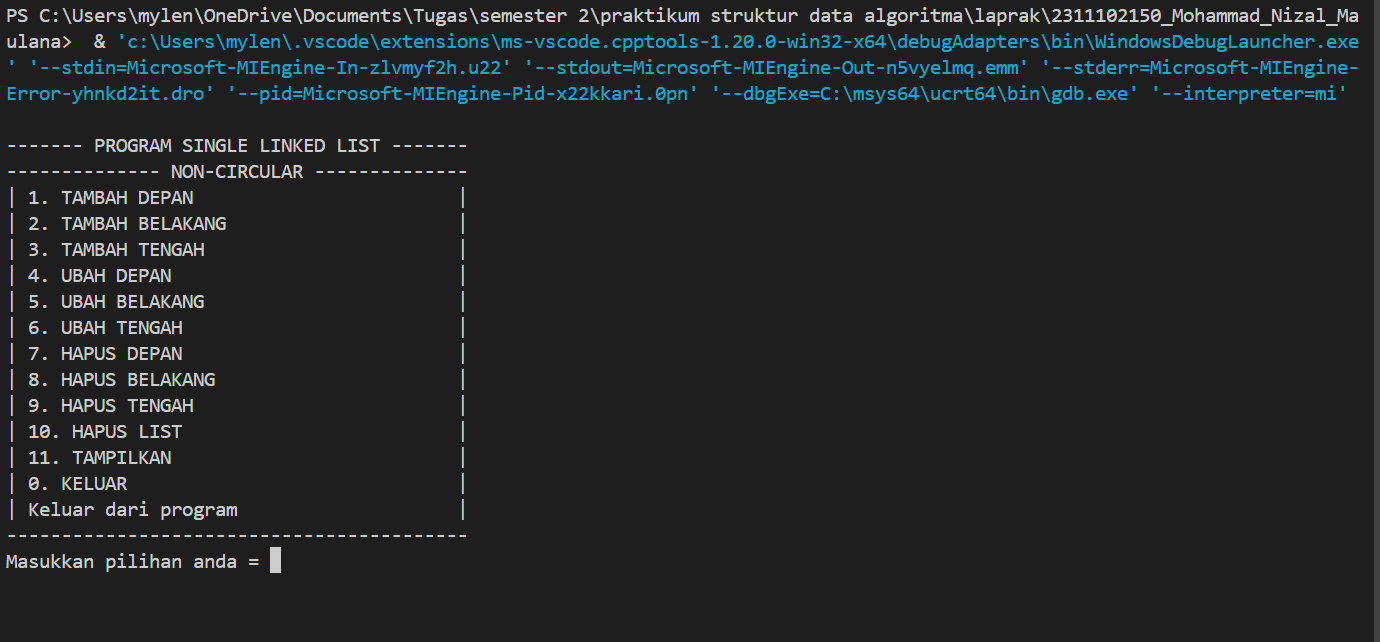 PS C:\Users\mylen\OneDrive\Documents\Tugas\semester 2\praktikum struktur data algoritma\laprak\2311102150_Mohammad_Nizal_Ma
ulana>  & 'c:\Users\mylen\.vscode\extensions\ms-vscode.cpptools-1.20.0-win32-x64\debugAdapters\bin\WindowsDebugLauncher.exe
' '--stdin=Microsoft-MIEngine-In-zlvmyf2h.u22' '--stdout=Microsoft-MIEngine-Out-n5vyelmq.emm' '--stderr=Microsoft-MIEngine-
Error-yhnkd2it.dro' '--pid=Microsoft-MIEngine-Pid-x22kkari.0pn' '--dbgExe=C:\msys64\ucrt64\bin\gdb.exe' '--interpreter=mi'
------- PROGRAM SINGLE LINKED LIST -------
-------------- NON-CIRCULAR --------------
| 1. TAMBAH DEPAN                        |
| 2. TAMBAH BELAKANG                     |
| 3. TAMBAH TENGAH                       |
| 4. UBAH DEPAN                          |
| 5. UBAH BELAKANG                       |
| 6. UBAH TENGAH                         |
| 7. HAPUS DEPAN                         |
| 8. HAPUS BELAKANG                      |
| 9. HAPUS TENGAH                        |
| 10. HAPUS LIST                         |
| 11. TAMPILKAN                          |
| 0. KELUAR                              |
| Keluar dari program                    |
------------------------------------------
Masukkan pilihan anda =